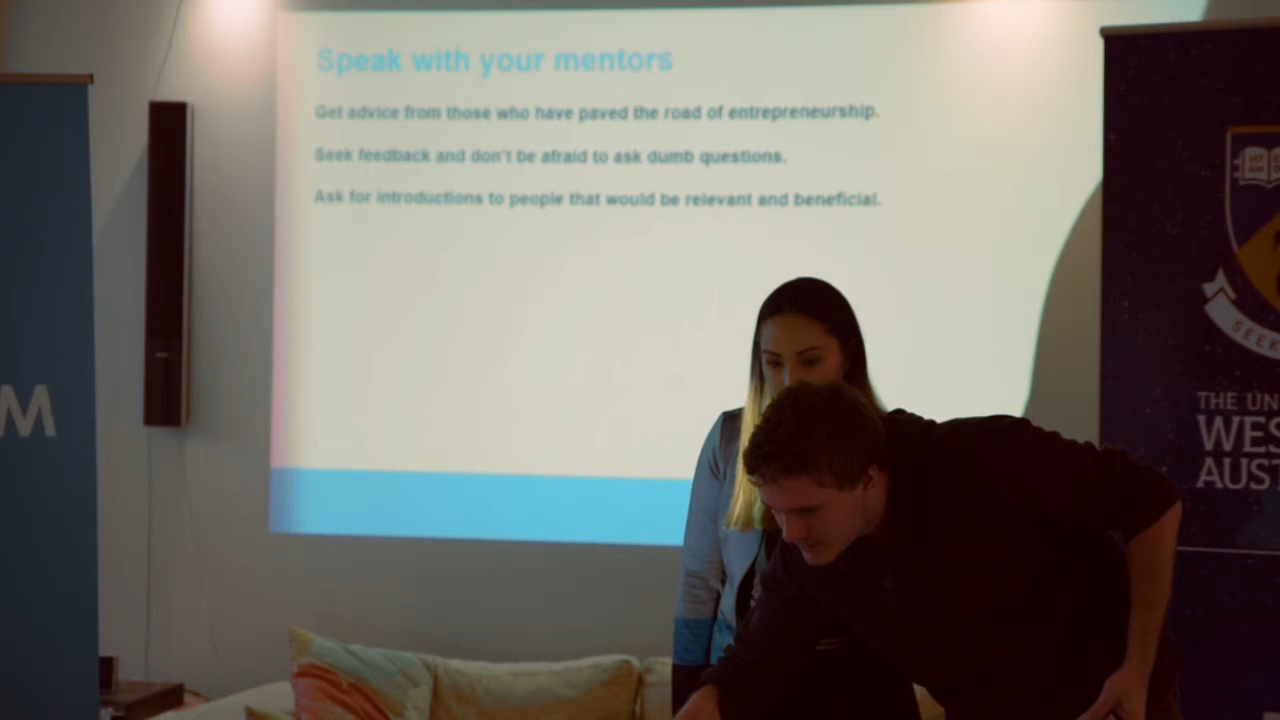 Speak with your mentors
Get advice from those who have paved the road of entrepreneurship.
Seek feedback and don't be afraid to ask dumb questions.
Ask for introductions to people that would be relevant and beneficial.
M
SEEK
THE UN
WES
AUST